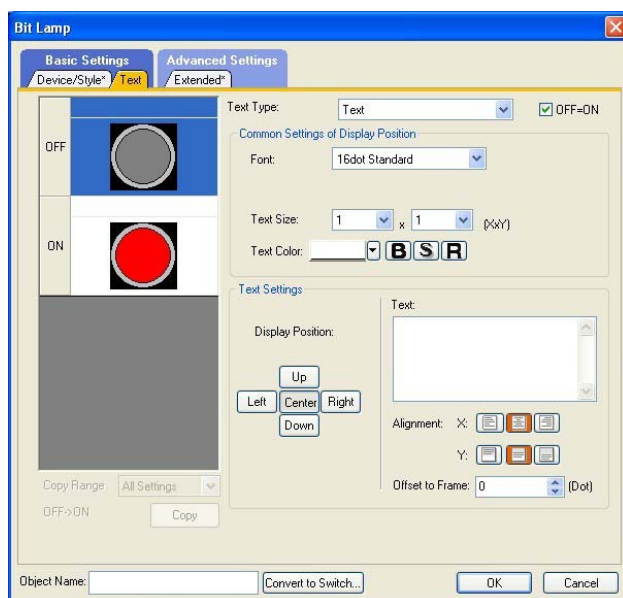 Bit Lamp
Basic Settings
Advanced Settings
Device/Style*
Text
Extended*
OFF
ON
Text Type: Text OFF=ON
Common Settings of Display Position
Font: 16dot Standard
Text Size: 1 x 1 (XxY)
Text Color: B S R
Text Settings
Display Position:
Up
Left Center Right
Down
Text:
Alignment: X:
Y:
Offset to Frame: 0 (Dot)
Copy Range: All Settings
OFF->ON Copy
Object Name: Convert to Switch... OK Cancel